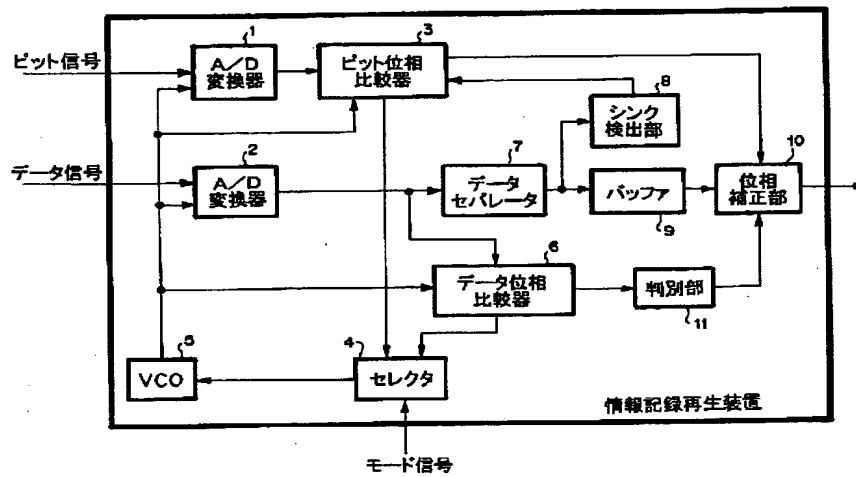 1
3
ピット信号
A/D
変換器
ピット位相
比較器
8
シンク
検出部
データ信号
2
A/D
変換器
7
データ
セパレータ
バッファ
9
10
位相
補正部
6
データ位相
比較器
判別部
11
5
VCO
4
セレクタ
情報記録再生装置
モード信号